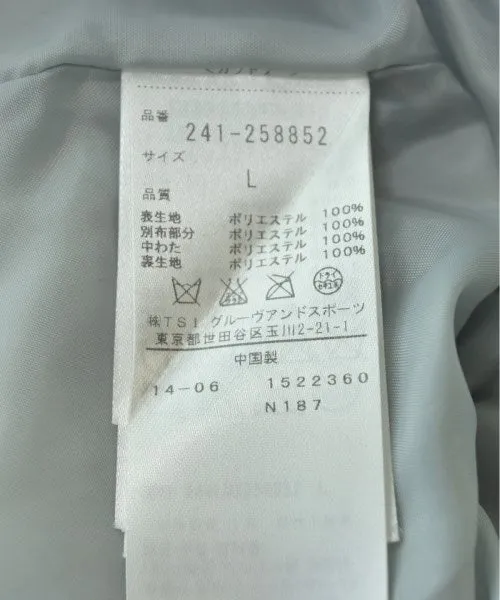 品番
241-258852
サイズ
L
品質
表生地 ポリエステル 100%
別布部分 ポリエステル 100%
中わた ポリエステル 100%
裏生地 ポリエステル 100%
ドライ
㈱TSI グルーヴアンドスポーツ
東京都世田谷区玉川2-21-1
中国製
14-06 1522360
N187